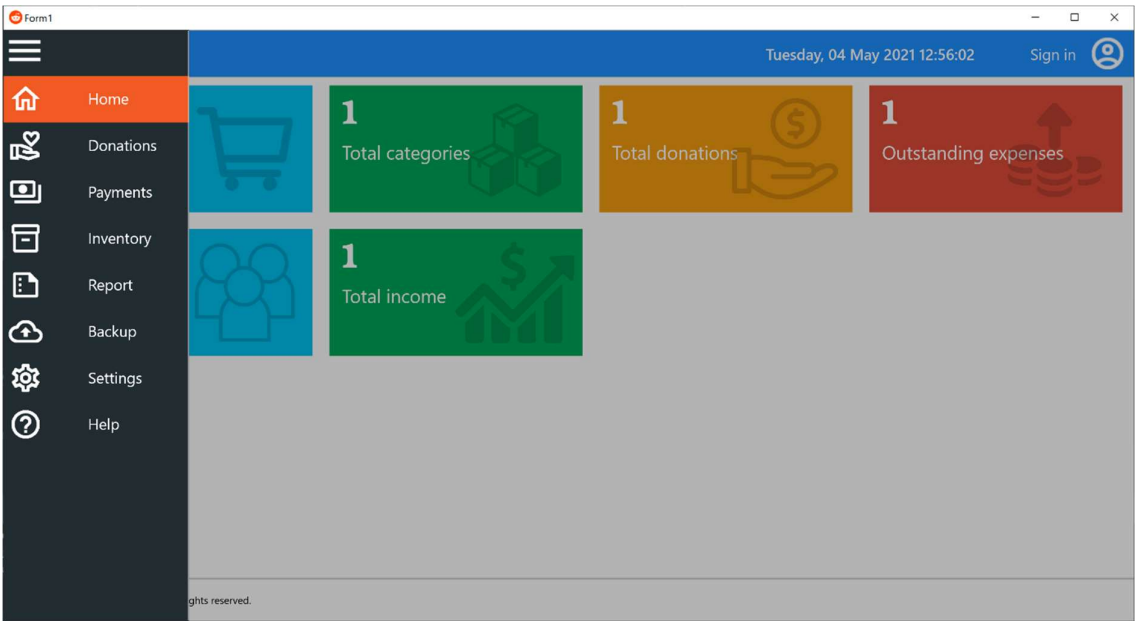 Form1
Tuesday, 04 May 2021 12:56:02
Sign in
Home
Donations
Payments
Inventory
Report
Backup
Settings
Help
1
Total categories
1
Total donations
1
Outstanding expenses
1
Total income
ghts reserved.